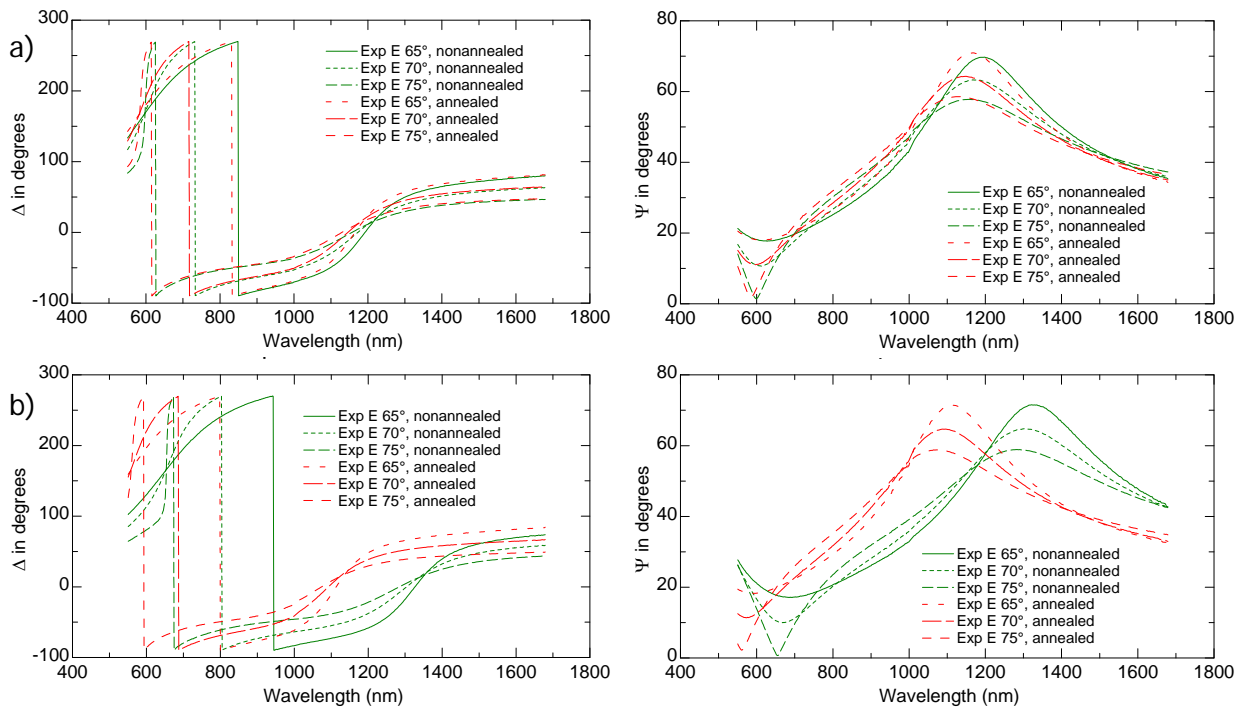 a)
300
200
100
0
-100
Δ in degrees
Exp E 65°, nonannealed
Exp E 70°, nonannealed
Exp E 75°, nonannealed
Exp E 65°, annealed
Exp E 70°, annealed
Exp E 75°, annealed
400 600 800 1000 1200 1400 1600 1800
Wavelength (nm)
80
60
40
20
0
Ψ in degrees
Exp E 65°, nonannealed
Exp E 70°, nonannealed
Exp E 75°, nonannealed
Exp E 65°, annealed
Exp E 70°, annealed
Exp E 75°, annealed
400 600 800 1000 1200 1400 1600 1800
Wavelength (nm)
b)
300
200
100
0
-100
Δ in degrees
Exp E 65°, nonannealed
Exp E 70°, nonannealed
Exp E 75°, nonannealed
Exp E 65°, annealed
Exp E 70°, annealed
Exp E 75°, annealed
400 600 800 1000 1200 1400 1600 1800
Wavelength (nm)
80
60
40
20
0
Ψ in degrees
Exp E 65°, nonannealed
Exp E 70°, nonannealed
Exp E 75°, nonannealed
Exp E 65°, annealed
Exp E 70°, annealed
Exp E 75°, annealed
400 600 800 1000 1200 1400 1600 1800
Wavelength (nm)